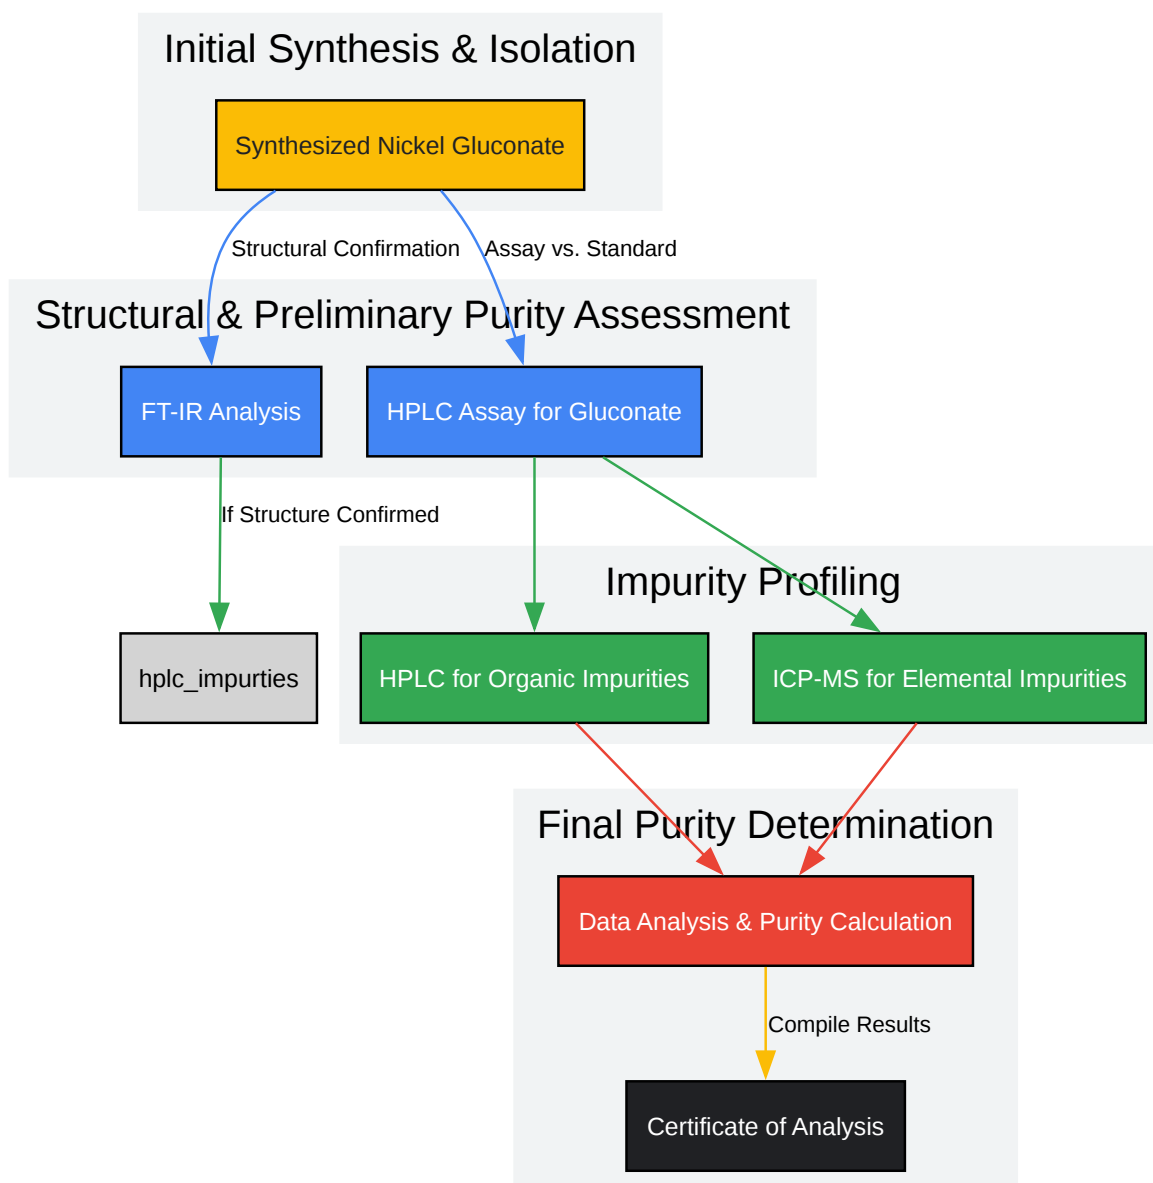 Initial Synthesis & Isolation
Synthesized Nickel Gluconate
Structural Confirmation
Assay vs. Standard
Structural & Preliminary Purity Assessment
FT-IR Analysis
HPLC Assay for Gluconate
If Structure Confirmed
Impurity Profiling
hplc_impurties
HPLC for Organic Impurities
ICP-MS for Elemental Impurities
Final Purity Determination
Data Analysis & Purity Calculation
Compile Results
Certificate of Analysis